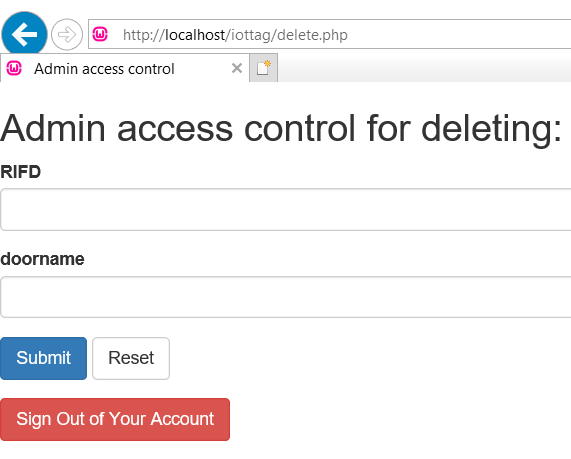 http://localhost/iottag/delete.php
Admin access control
Admin access control for deleting:
RIFD
doorname
Submit Reset
Sign Out of Your Account